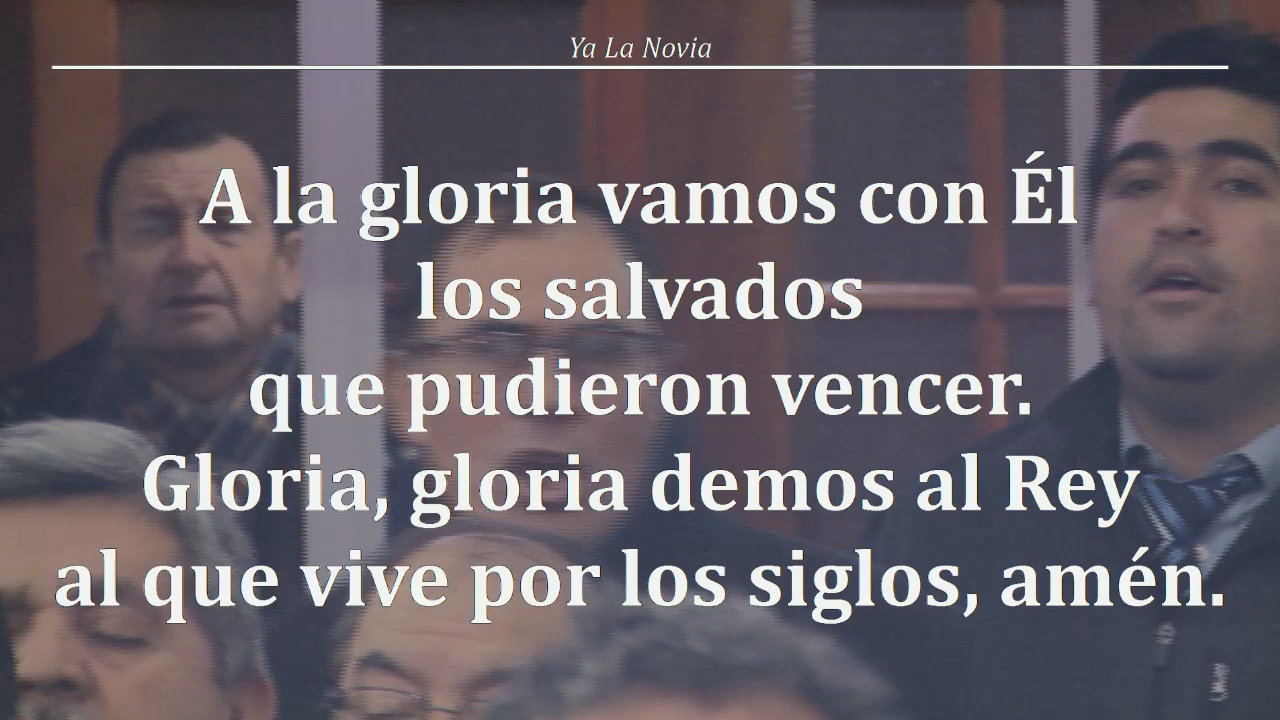 Ya La Novia
A la gloria vamos con Él
los salvados
que pudieron vencer.
Gloria, gloria demos al Rey
al que vive por los siglos, amén.